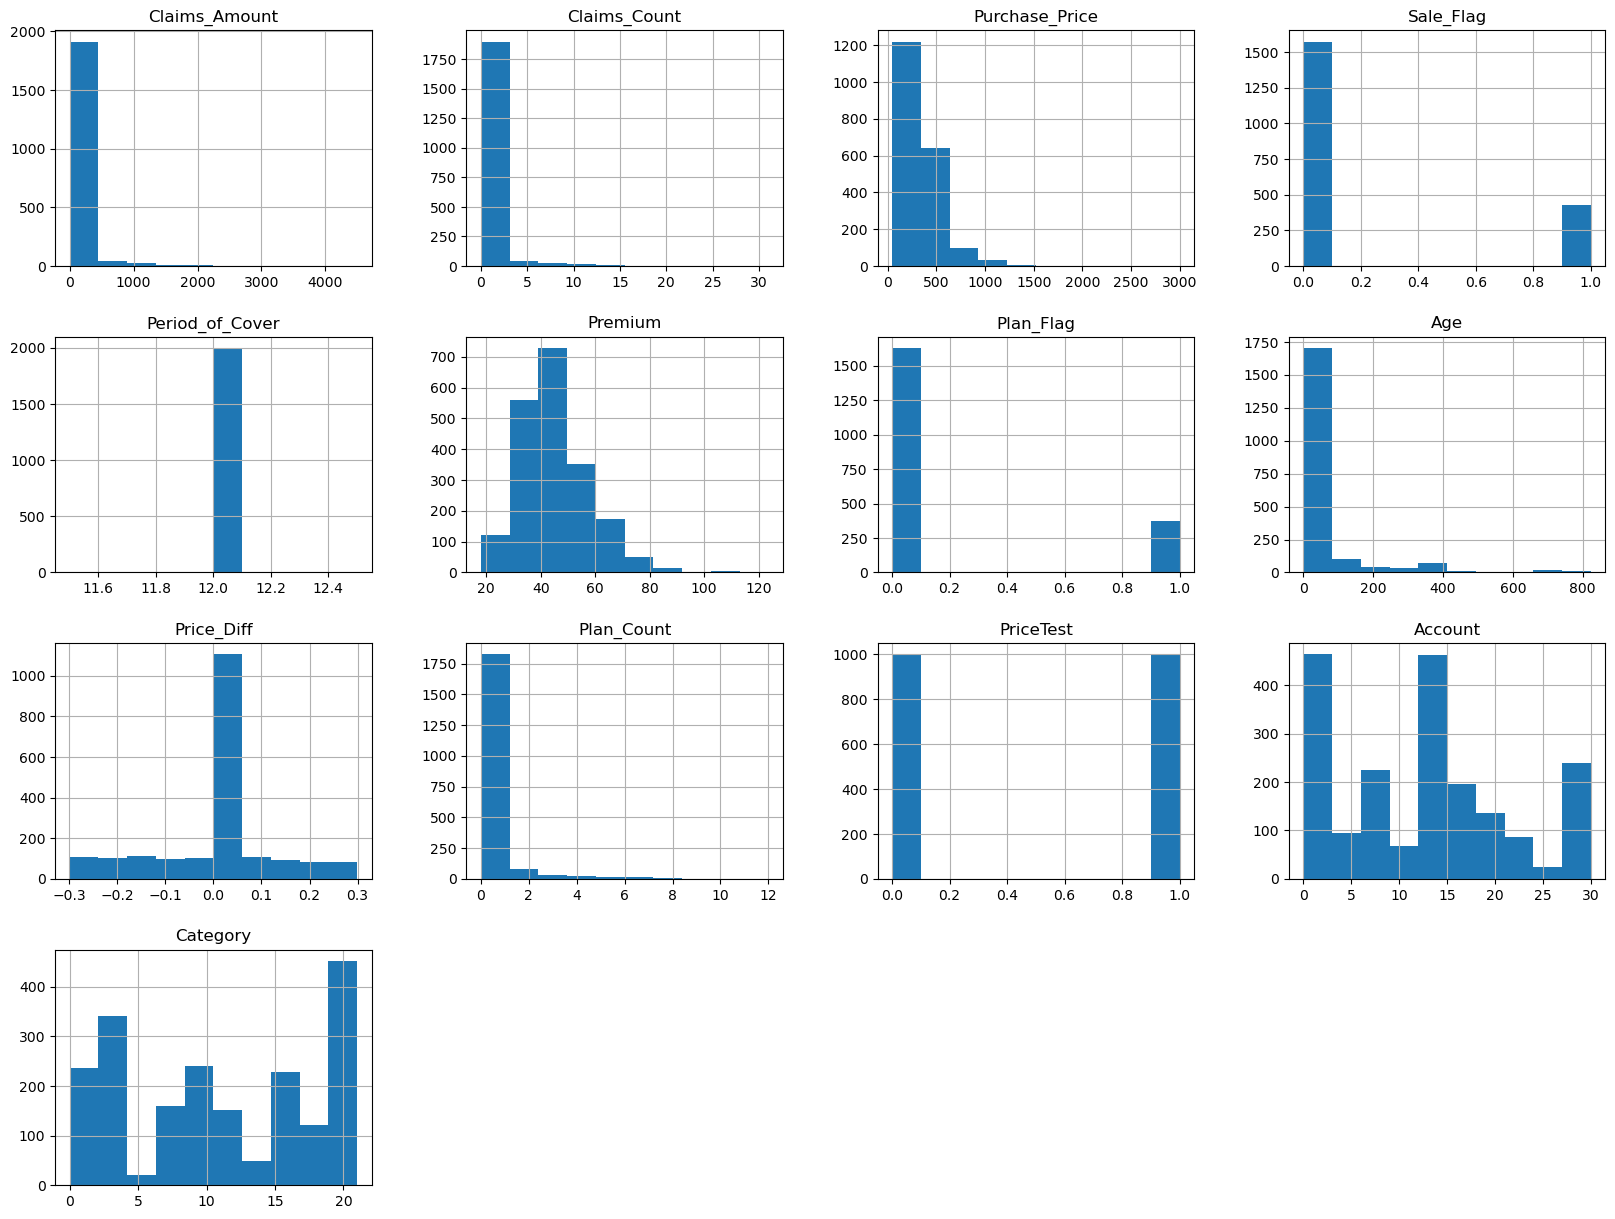 Claims_Amount Claims_Count Purchase_Price Sale_Flag
2000 1500 1000 500 0
0 1000 2000 3000 4000
1750 1500 1250 1000 750 500 250 0
0 5 10 15 20 25 30
1200 1000 800 600 400 200 0
0 500 1000 1500 2000 2500 3000
1500 1250 1000 750 500 250 0
0.0 0.2 0.4 0.6 0.8 1.0
Period_of_Cover Premium Plan_Flag Age
2000 1500 1000 500 0
11.6 11.8 12.0 12.2 12.4
700 600 500 400 300 200 100 0
20 40 60 80 100 120
1500 1250 1000 750 500 250 0
0.0 0.2 0.4 0.6 0.8 1.0
1750 1500 1250 1000 750 500 250 0
0 200 400 600 800
Price_Diff Plan_Count PriceTest Account
1000 800 600 400 200 0
−0.3 −0.2 −0.1 0.0 0.1 0.2 0.3
1750 1500 1250 1000 750 500 250 0
0 2 4 6 8 10 12
1000 800 600 400 200 0
0.0 0.2 0.4 0.6 0.8 1.0
400 300 200 100 0
0 5 10 15 20 25 30
Category
400 300 200 100 0
0 5 10 15 20